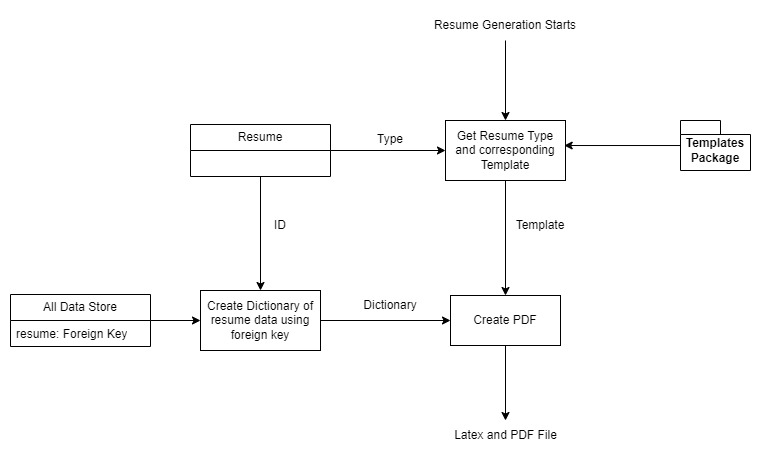 Resume Generation Starts
Resume
Type
Get Resume Type
and corresponding
Template
Templates
Package
ID
Template
All Data Store
resume: Foreign Key
Create Dictionary of
resume data using
foreign key
Dictionary
Create PDF
Latex and PDF File